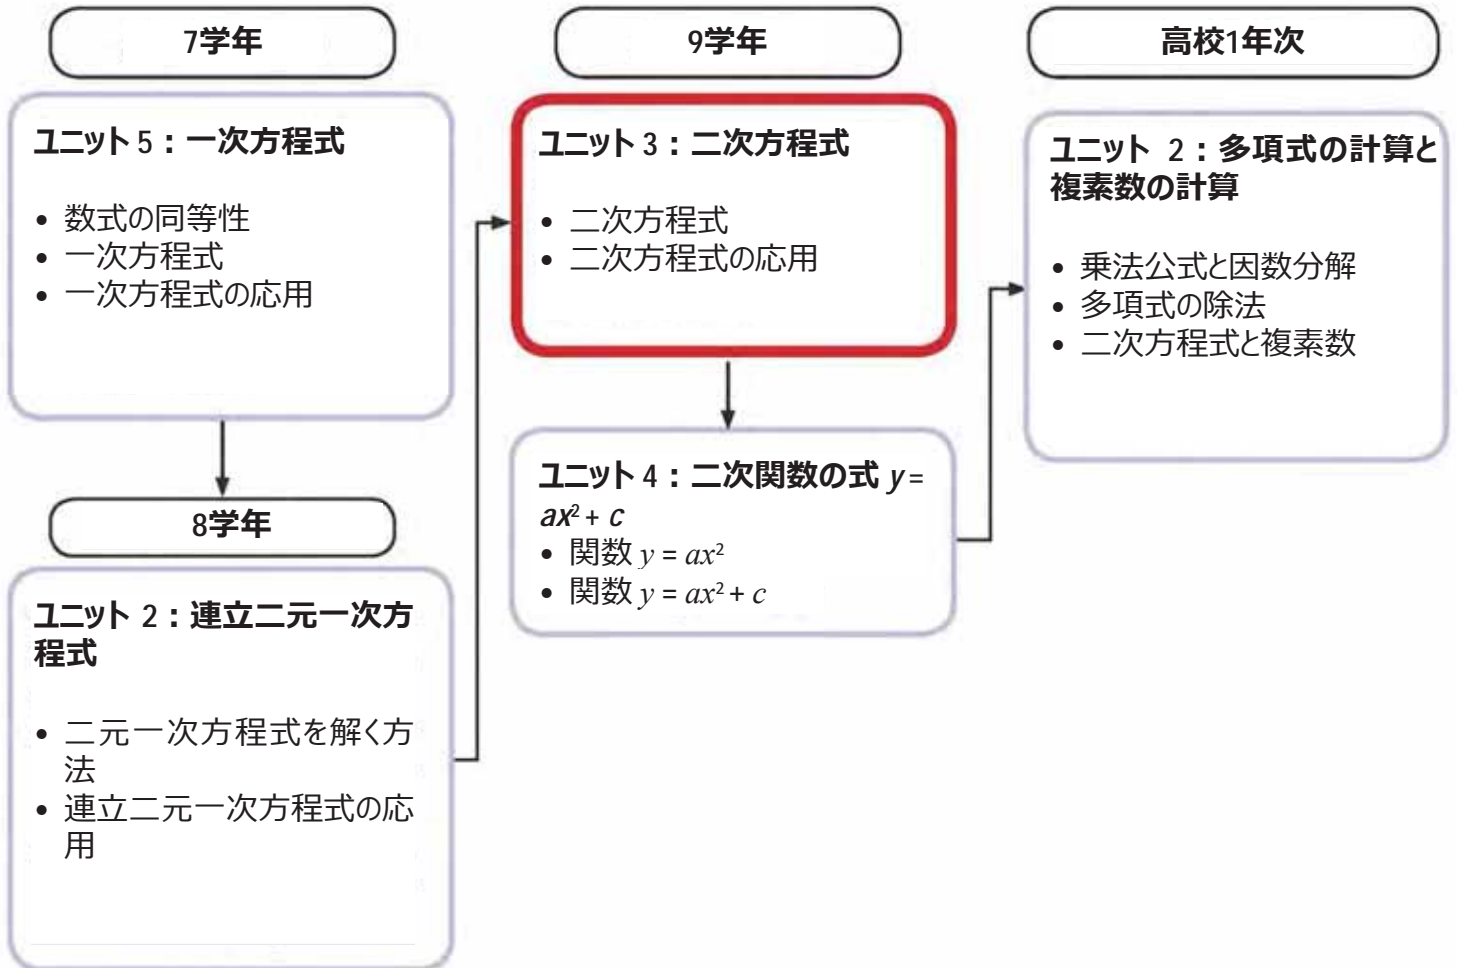 7学年
ユニット 5：一次方程式
• 数式の同等性
• 一次方程式
• 一次方程式の応用
8学年
ユニット 2：連立二元一次方
程式
• 二元一次方程式を解く方
法
• 連立二元一次方程式の応
用
9学年
ユニット 3：二次方程式
• 二次方程式
• 二次方程式の応用
ユニット 4：二次関数の式 y =
ax² + c
• 関数 y = ax²
• 関数 y = ax² + c
高校1年次
ユニット 2：多項式の計算と
複素数の計算
• 乗法公式と因数分解
• 多項式の除法
• 二次方程式と複素数